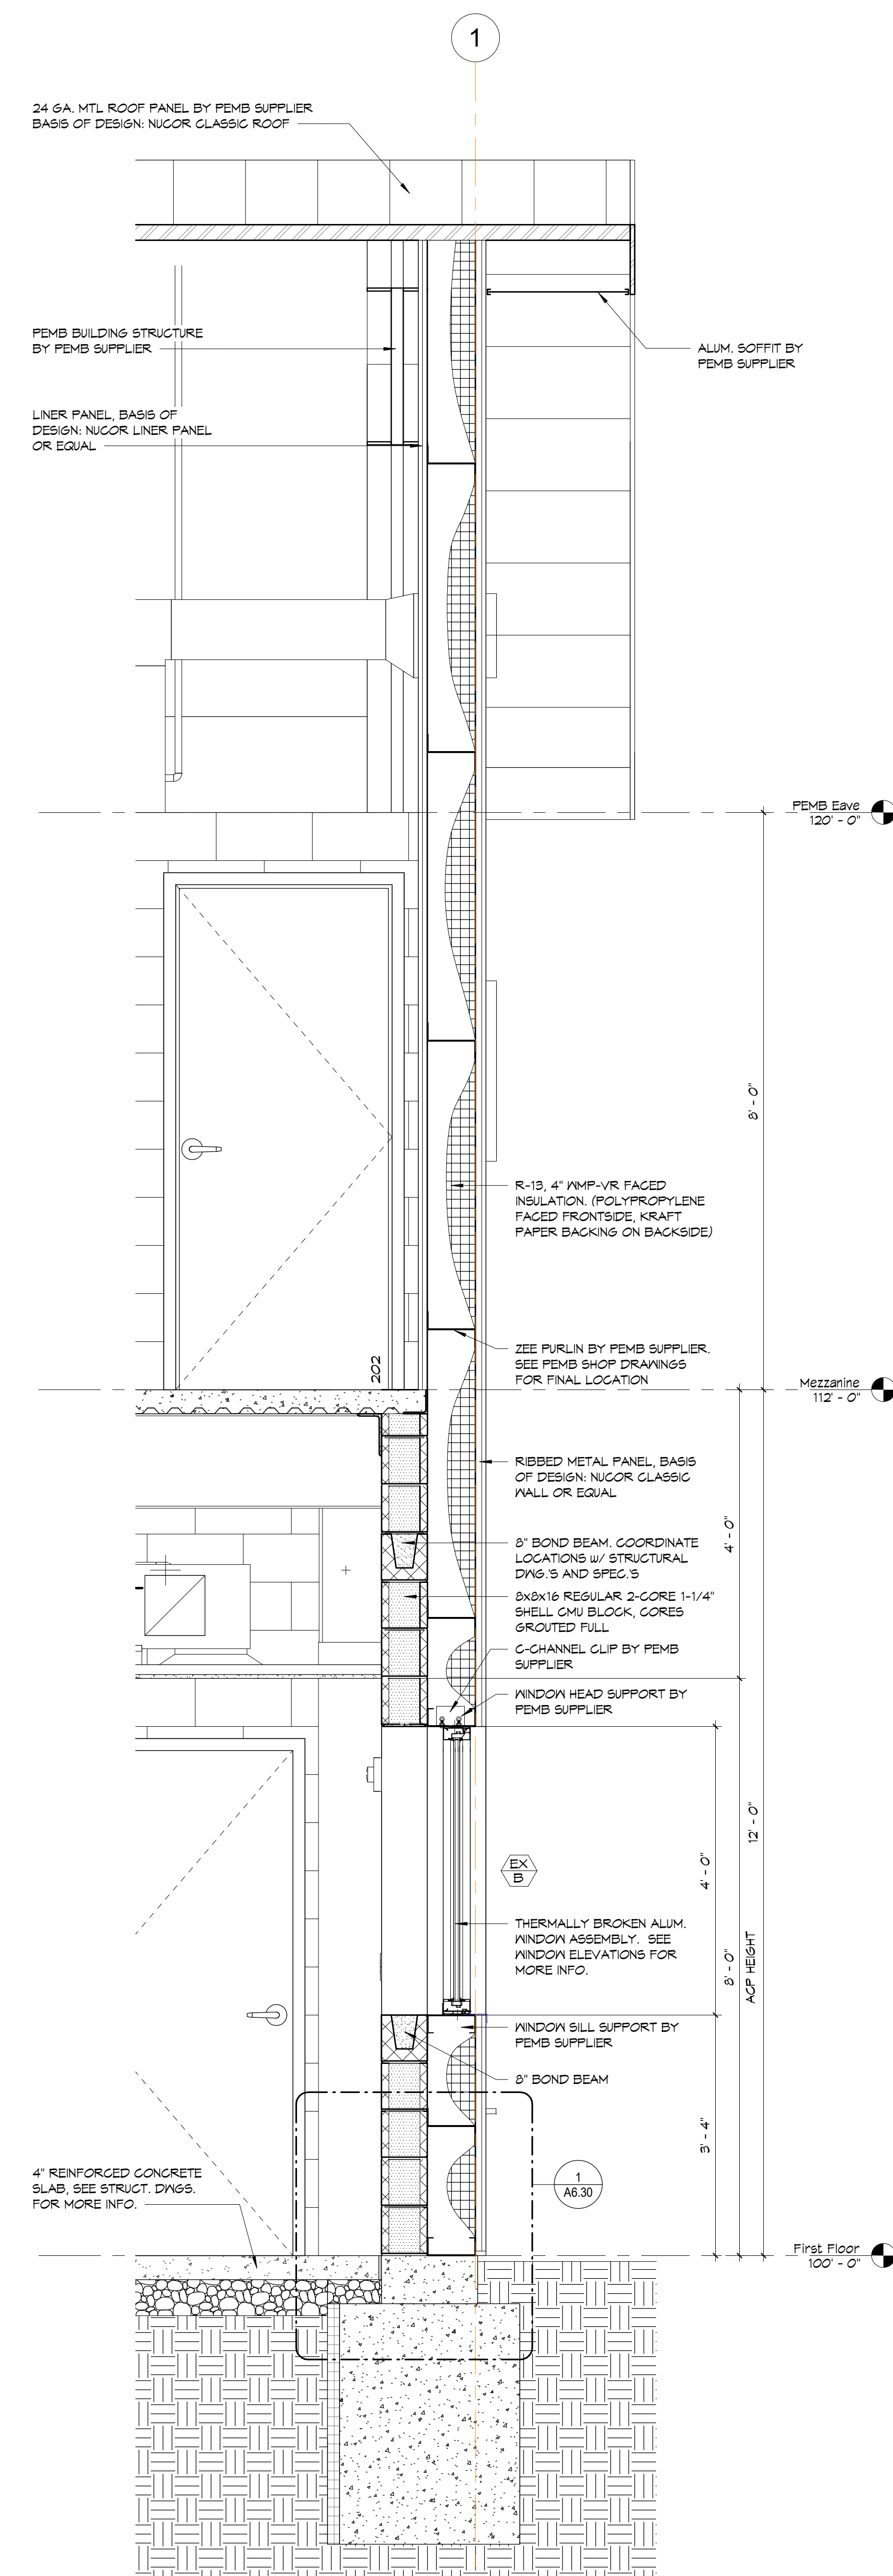 1
24 GA. MTL ROOF PANEL BY PEMB SUPPLIER
BASIS OF DESIGN: NUCOR CLASSIC ROOF
PEMB BUILDING STRUCTURE
BY PEMB SUPPLIER
ALUM. SOFFIT BY
PEMB SUPPLIER
LINER PANEL, BASIS OF
DESIGN: NUCOR LINER PANEL
OR EQUAL
PEMB Eave
120' - 0"
8' - 0"
R-13, 4" WMP-VR FACED
INSULATION. (POLYPROPYLENE
FACED FRONTSIDE, KRAFT
PAPER BACKING ON BACKSIDE)
ZEE PURLIN BY PEMB SUPPLIER.
SEE PEMB SHOP DRAWINGS
FOR FINAL LOCATION
202
Mezzanine
112' - 0"
RIBBED METAL PANEL, BASIS
OF DESIGN: NUCOR CLASSIC
WALL OR EQUAL
4' - 0"
8" BOND BEAM. COORDINATE
LOCATIONS w/ STRUCTURAL
DWG.'S AND SPEC.'S
8x8x16 REGULAR 2-CORE 1-1/4"
SHELL CMU BLOCK, CORES
GROUTED FULL
C-CHANNEL CLIP BY PEMB
SUPPLIER
WINDOW HEAD SUPPORT BY
PEMB SUPPLIER
12' - 0"
4' - 0"
EX
B
THERMALLY BROKEN ALUM.
WINDOW ASSEMBLY. SEE
WINDOW ELEVATIONS FOR
MORE INFO.
8' - 0"
ACP HEIGHT
WINDOW SILL SUPPORT BY
PEMB SUPPLIER
8" BOND BEAM
3' - 4"
1
A6.30
4" REINFORCED CONCRETE
SLAB, SEE STRUCT. DWGS.
FOR MORE INFO.
First Floor
100' - 0"